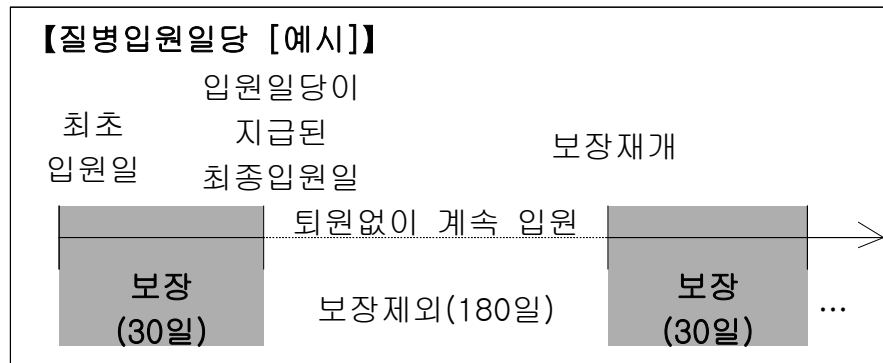 【질병입원일당 [예시]】
최초
입원일
입원일당이
지급된
최종입원일
보장재개
퇴원없이 계속 입원
보장
(30일)
보장제외(180일)
보장
(30일)
…